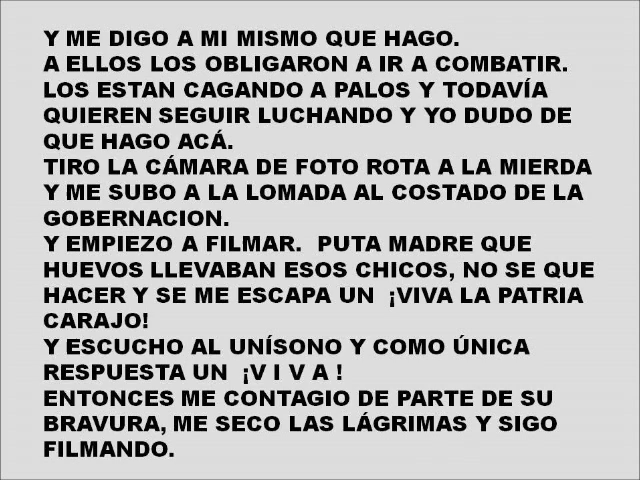 Y ME DIGO A MI MISMO QUE HAGO.
A ELLOS LOS OBLIGARON A IR A COMBATIR.
LOS ESTAN CAGANDO A PALOS Y TODAVÍA
QUIEREN SEGUIR LUCHANDO Y YO DUDO DE
QUE HAGO ACÁ.
TIRO LA CÁMARA DE FOTO ROTA A LA MIERDA
Y ME SUBO A LA LOMADA AL COSTADO DE LA
GOBERNACION.
Y EMPIEZO A FILMAR.  PUTA MADRE QUE
HUEVOS LLEVABAN ESOS CHICOS, NO SE QUE
HACER Y SE ME ESCAPA UN  ¡VIVA LA PATRIA
CARAJO!
Y ESCUCHO AL UNÍSONO Y COMO ÚNICA
RESPUESTA UN  ¡V I V A !
ENTONCES ME CONTAGIO DE PARTE DE SU
BRAVURA, ME SECO LAS LÁGRIMAS Y SIGO
FILMANDO.